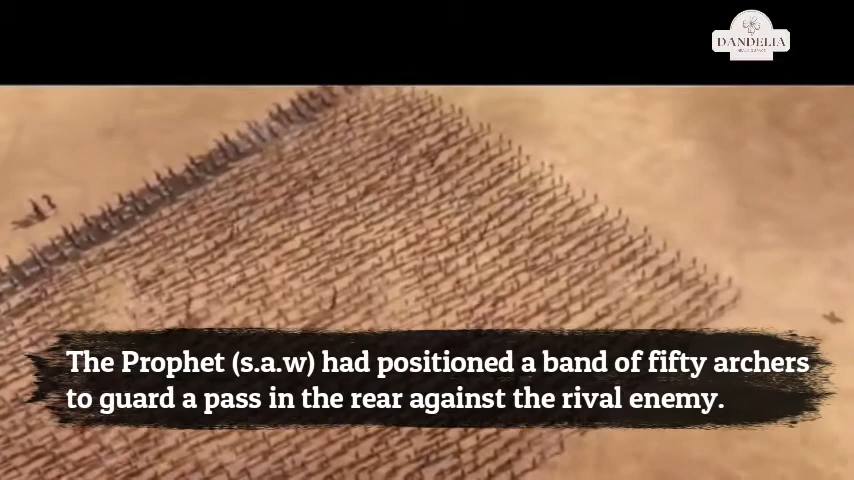 DANDELIA
The Prophet (s.a.w) had positioned a band of fifty archers
to guard a pass in the rear against the rival enemy.